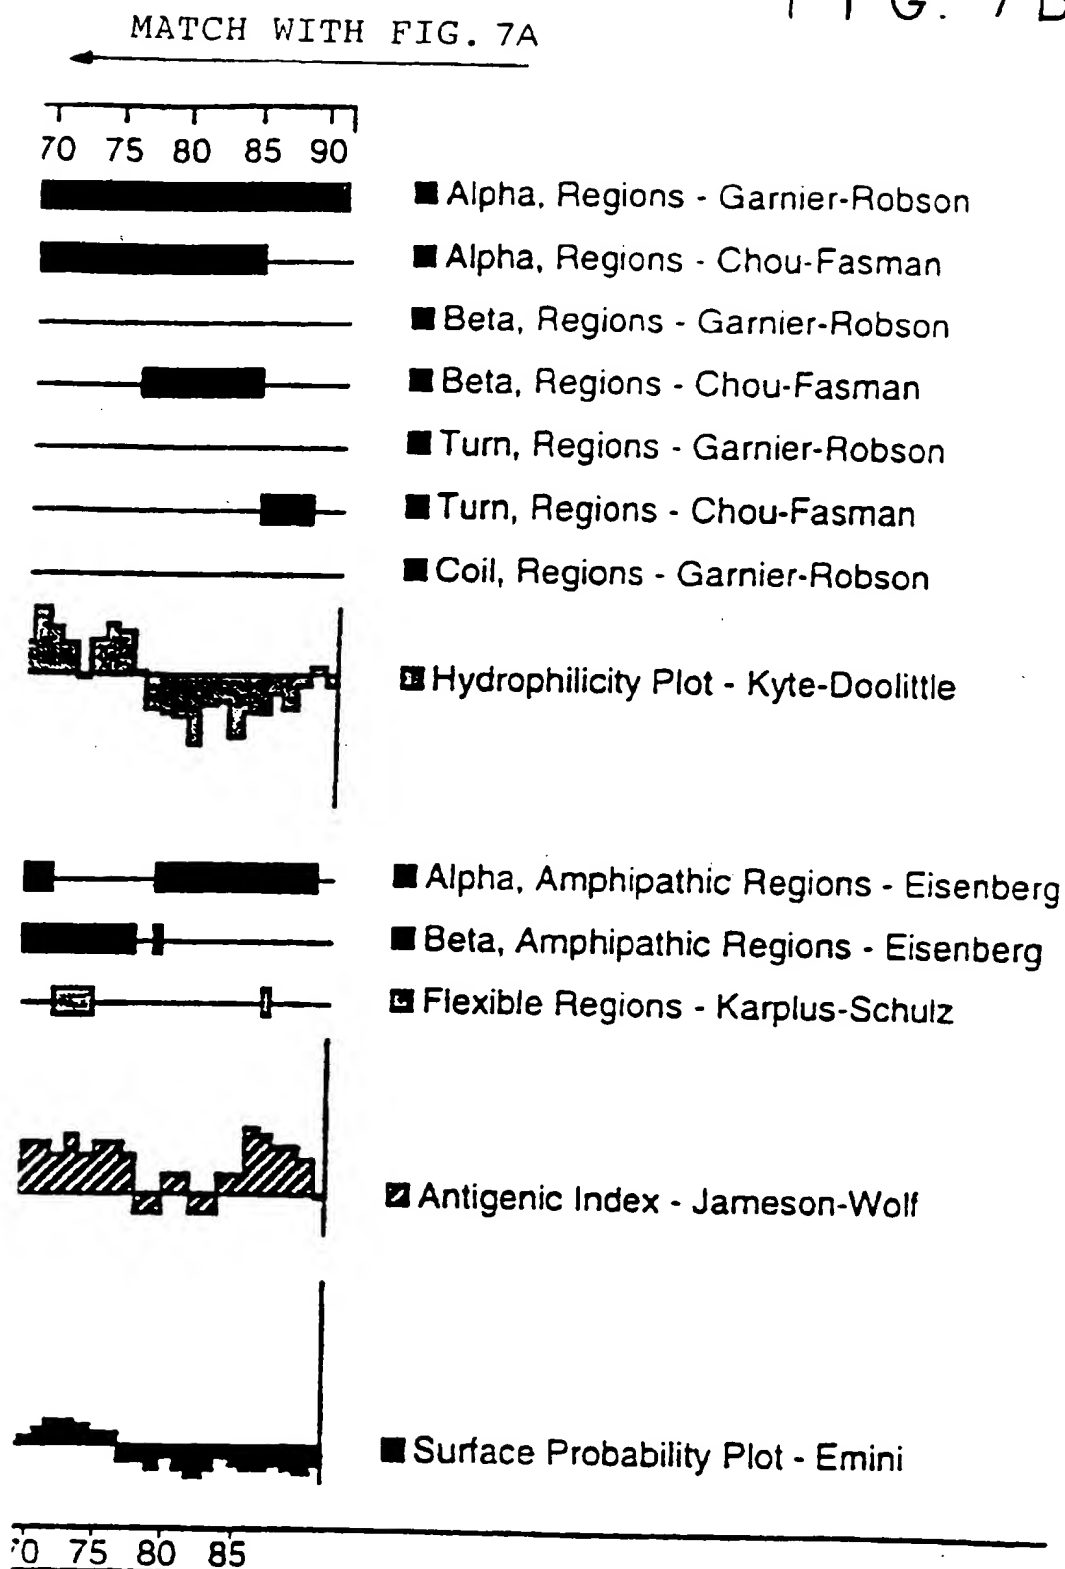 FIG. 7B
MATCH WITH FIG. 7A
70 75 80 85 90
Alpha, Regions - Garnier-Robson
Alpha, Regions - Chou-Fasman
Beta, Regions - Garnier-Robson
Beta, Regions - Chou-Fasman
Turn, Regions - Garnier-Robson
Turn, Regions - Chou-Fasman
Coil, Regions - Garnier-Robson
Hydrophilicity Plot - Kyte-Doolittle
Alpha, Amphipathic Regions - Eisenberg
Beta, Amphipathic Regions - Eisenberg
Flexible Regions - Karplus-Schulz
Antigenic Index - Jameson-Wolf
Surface Probability Plot - Emini
70 75 80 85